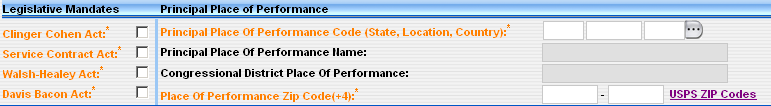 Legislative Mandates Principal Place of Performance
Clinger Cohen Act:* Principal Place Of Performance Code (State, Location, Country):* ...
Service Contract Act:* Principal Place Of Performance Name:
Walsh-Healey Act:* Congressional District Place Of Performance:
Davis Bacon Act:* Place Of Performance Zip Code(+4):* - USPS ZIP Codes